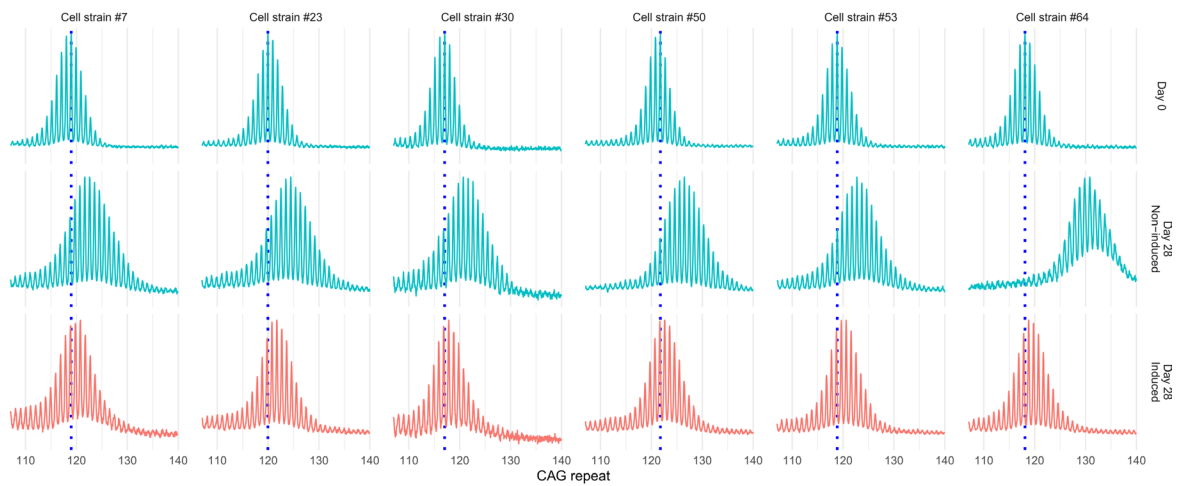 Cell strain #7 Cell strain #23 Cell strain #30 Cell strain #50 Cell strain #53 Cell strain #64
Day 0
Day 28
Non−induced
Day 28
Induced
110 120 130 140 110 120 130 140 110 120 130 140 110 120 130 140 110 120 130 140 110 120 130 140
CAG repeat